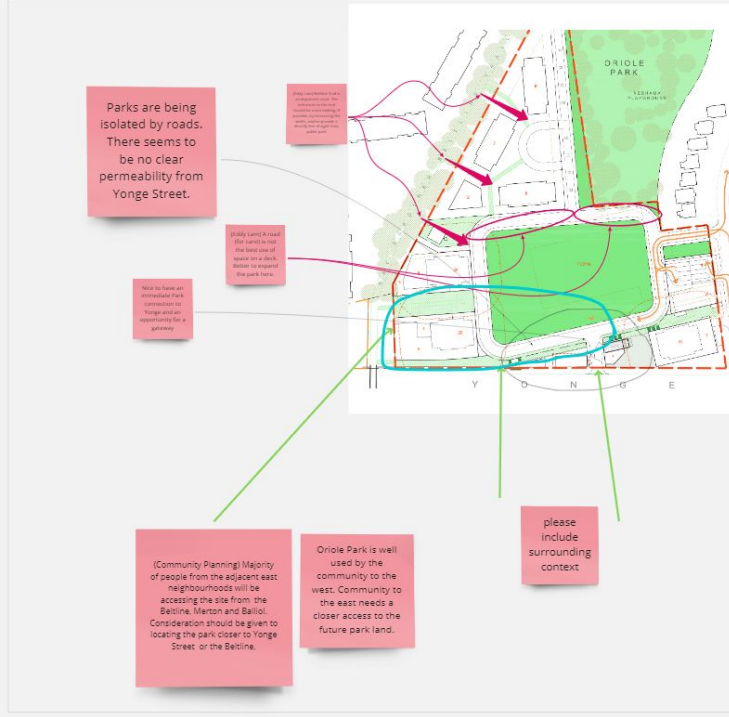 Parks are being
isolated by roads.
There seems to
be no clear
permeability from
Yonge Street.
[Eddy Lam] A road
(for cars) is not
the best use of
space on a deck.
Better to expand
the park here.
Nice to have an
immediate Park
connection to
Yonge and an
opportunity for a
gateway
ORIOLE
PARK
NESHAMA
PLAYGROUND
Y O N G E
(Community Planning) Majority
of people from the adjacent east
neighbourhoods will be
accessing the site from the
Beltline, Merton and Balliol.
Consideration should be given to
locating the park closer to Yonge
Street or the Beltline.
Oriole Park is well
used by the
community to the
west. Community to
the east needs a
closer access to the
future park land.
please
include
surrounding
context